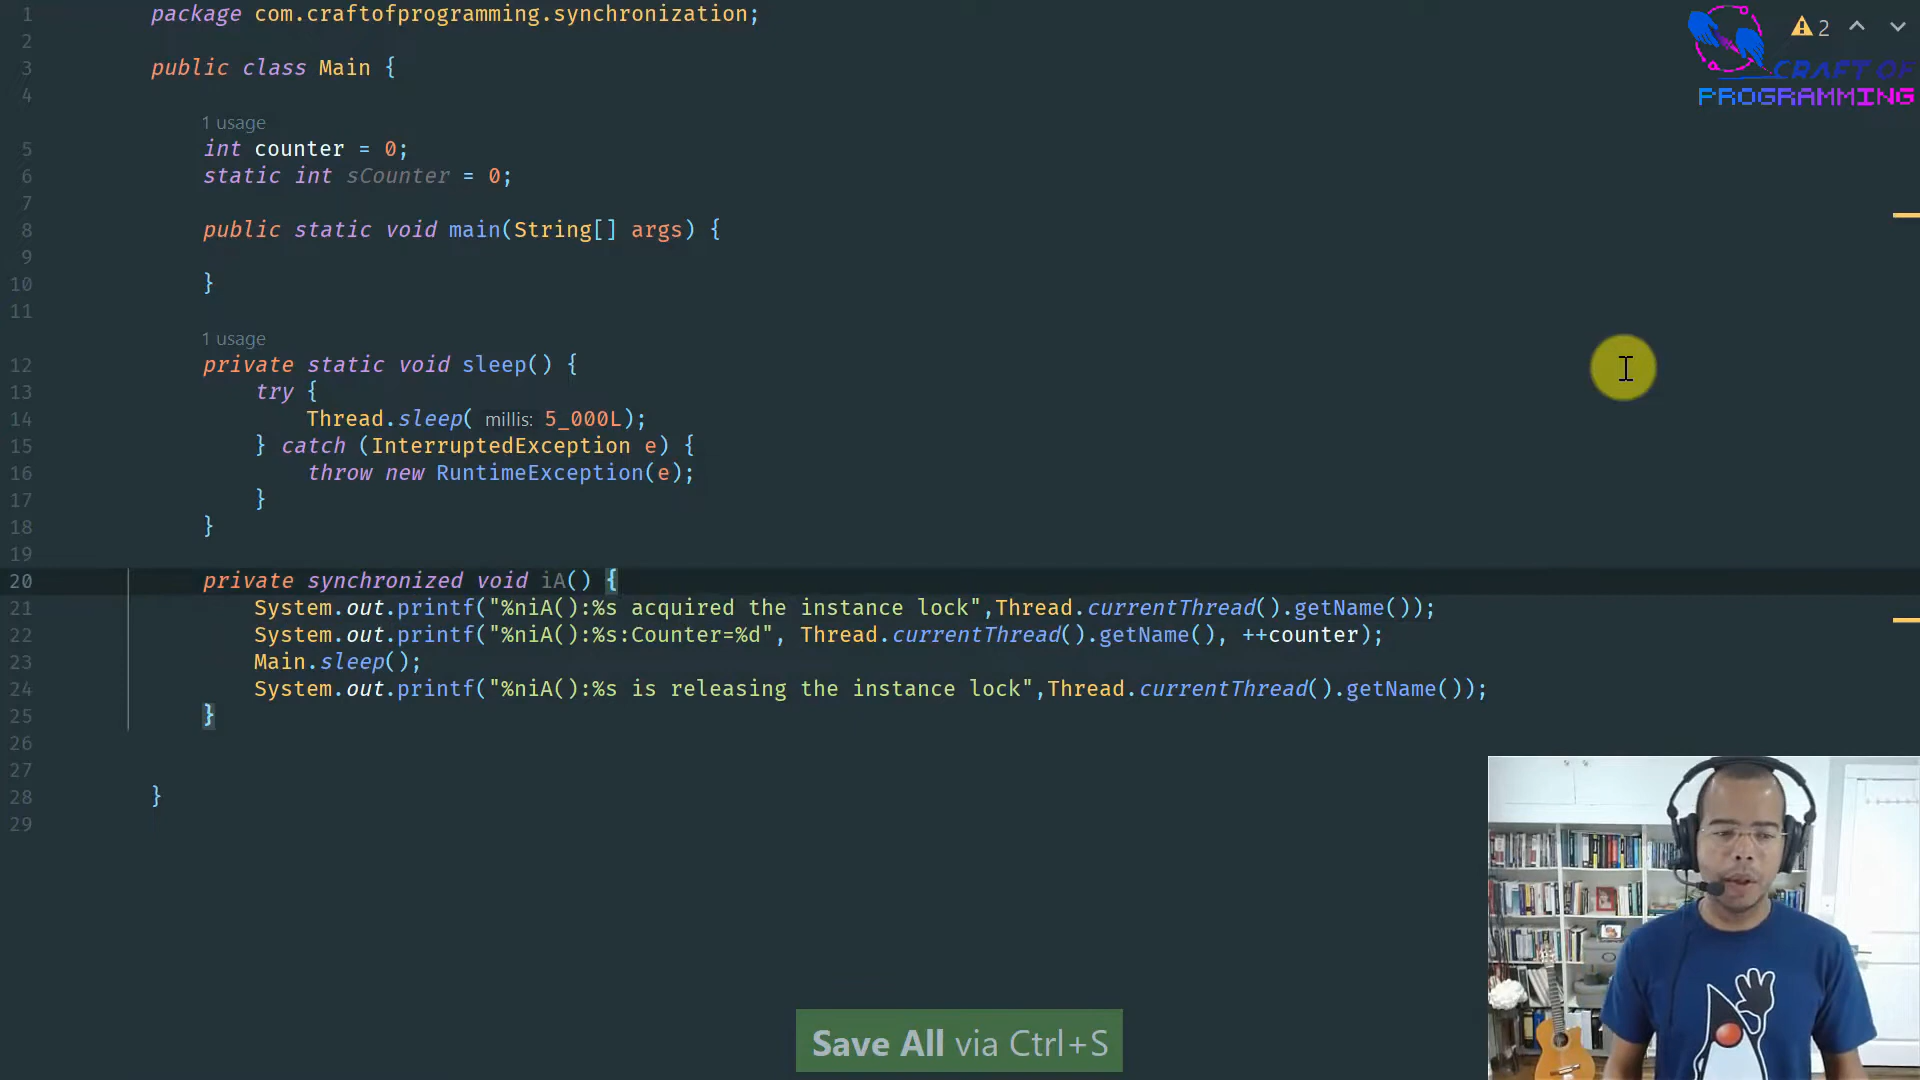 1 package com.craftofprogramming.synchronization;
2
3 public class Main {
4
1 usage
5 int counter = 0;
6 static int sCounter = 0;
7
8 public static void main(String[] args) {
9
10 }
11
1 usage
12 private static void sleep() {
13 try {
14 Thread.sleep( millis: 5_000L);
15 } catch (InterruptedException e) {
16 throw new RuntimeException(e);
17 }
18 }
19
20 private synchronized void iA() {
21 System.out.printf("%niA():%s acquired the instance lock",Thread.currentThread().getName());
22 System.out.printf("%niA():%s:Counter=%d", Thread.currentThread().getName(), ++counter);
23 Main.sleep();
24 System.out.printf("%niA():%s is releasing the instance lock",Thread.currentThread().getName());
25 }
26
27
28 }
29
2
CRAFT OF
PROGRAMMING
Save All via Ctrl+S